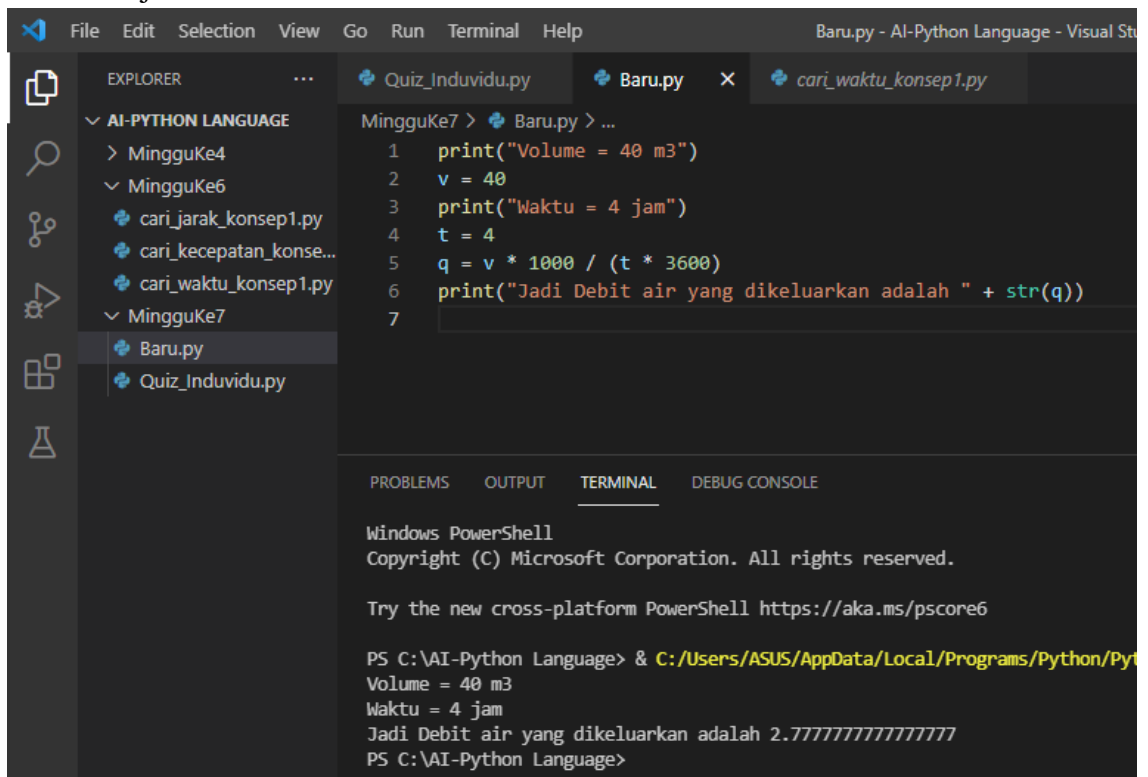 File Edit Selection View Go Run Terminal Help Baru.py - AI-Python Language - Visual Stu
EXPLORER ...
Quiz_Induvidu.py Baru.py × cari_waktu_konsep1.py
AI-PYTHON LANGUAGE
MingguKe4
MingguKe6
cari_jarak_konsep1.py
cari_kecepatan_konse...
cari_waktu_konsep1.py
MingguKe7
Baru.py
Quiz_Induvidu.py
MingguKe7 > Baru.py > ...
1 print("Volume = 40 m3")
2 v = 40
3 print("Waktu = 4 jam")
4 t = 4
5 q = v * 1000 / (t * 3600)
6 print("Jadi Debit air yang dikeluarkan adalah " + str(q))
7
PROBLEMS OUTPUT TERMINAL DEBUG CONSOLE
Windows PowerShell
Copyright (C) Microsoft Corporation. All rights reserved.
Try the new cross-platform PowerShell https://aka.ms/pscore6
PS C:\AI-Python Language> & C:/Users/ASUS/AppData/Local/Programs/Python/Pyt
Volume = 40 m3
Waktu = 4 jam
Jadi Debit air yang dikeluarkan adalah 2.7777777777777777
PS C:\AI-Python Language>